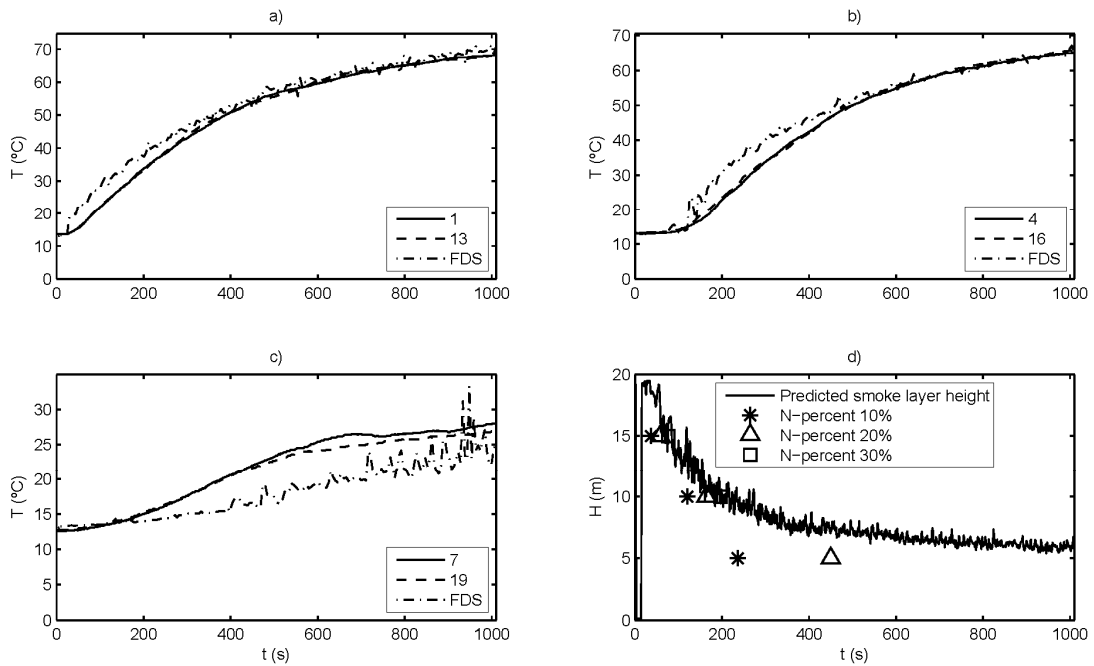 a)
70
60
50
40
30
20
10
0
T (ºC)
0 200 400 600 800 1000
1
13
FDS
b)
70
60
50
40
30
20
10
0
T (ºC)
0 200 400 600 800 1000
4
16
FDS
c)
30
25
20
15
10
5
0
T (ºC)
0 200 400 600 800 1000
t (s)
7
19
FDS
d)
20
15
10
5
0
H (m)
0 200 400 600 800 1000
t (s)
Predicted smoke layer height
N-percent 10%
N-percent 20%
N-percent 30%